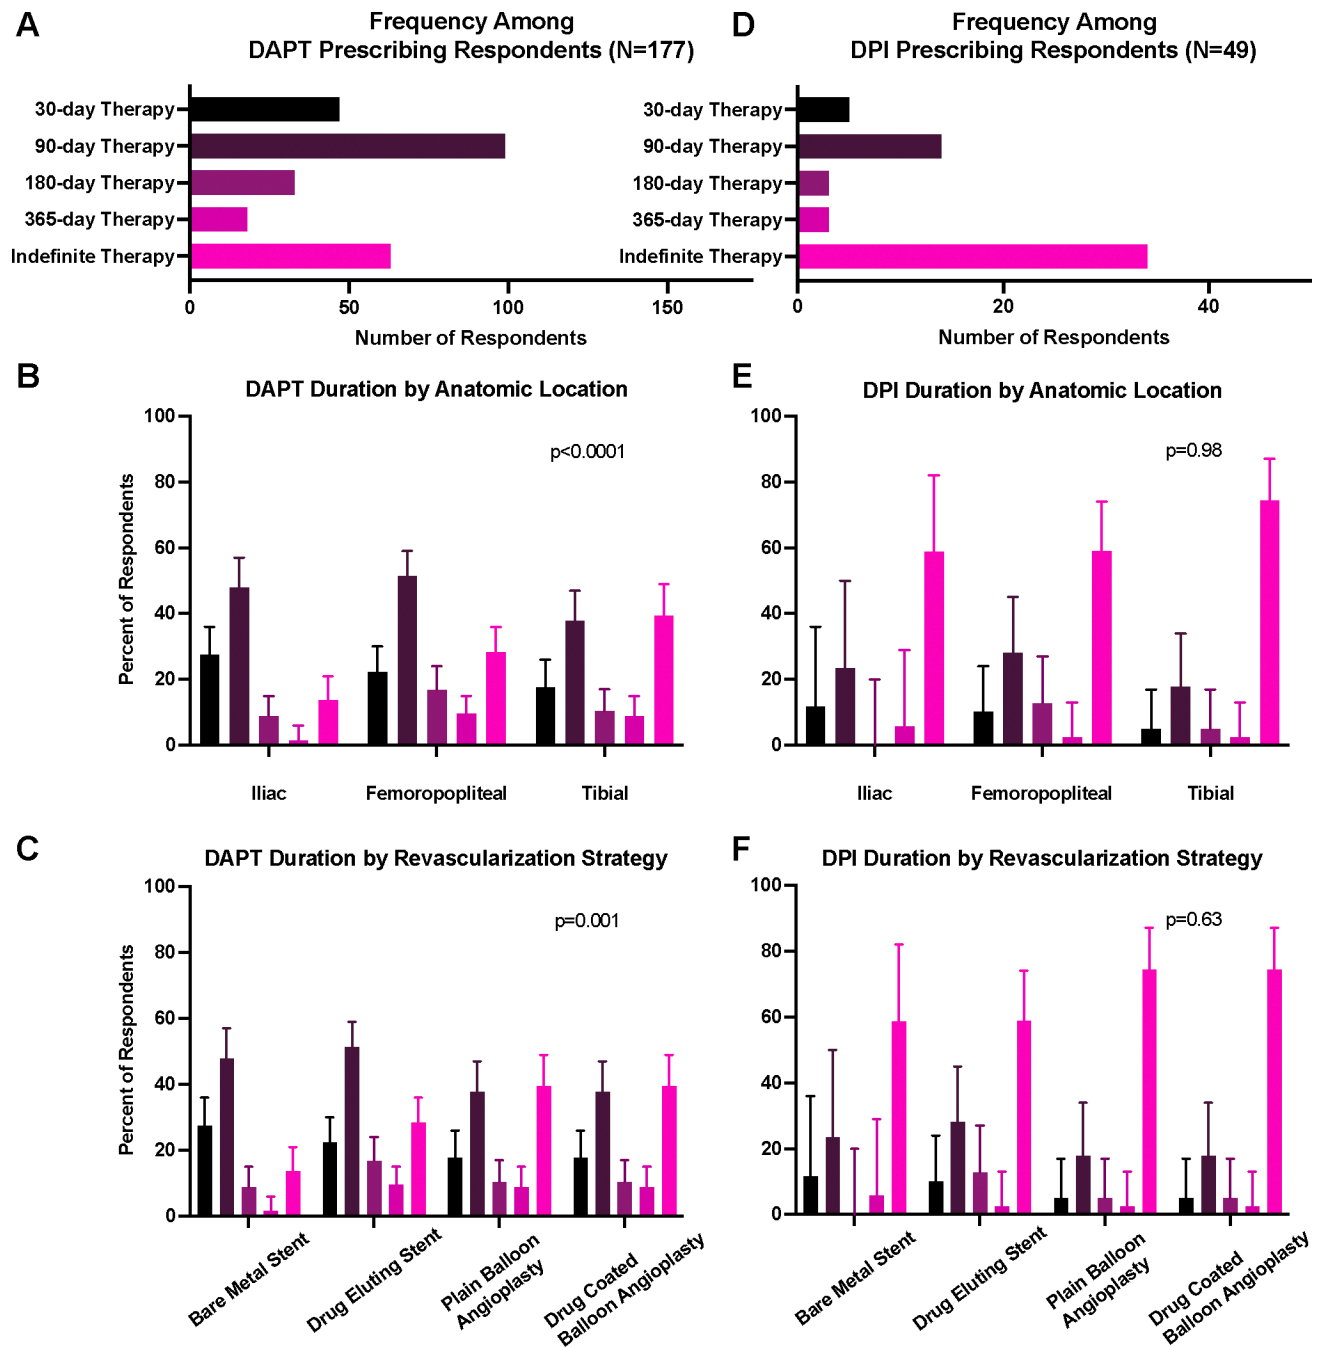 A
Frequency Among
DAPT Prescribing Respondents (N=177)
30-day Therapy
90-day Therapy
180-day Therapy
365-day Therapy
Indefinite Therapy
0
50
100
150
Number of Respondents
D
Frequency Among
DPI Prescribing Respondents (N=49)
30-day Therapy
90-day Therapy
180-day Therapy
365-day Therapy
Indefinite Therapy
0
20
40
Number of Respondents
B
DAPT Duration by Anatomic Location
p<0.0001
Percent of Respondents
100
80
60
40
20
0
Iliac
Femoropopliteal
Tibial
E
DPI Duration by Anatomic Location
p=0.98
100
80
60
40
20
0
Iliac
Femoropopliteal
Tibial
C
DAPT Duration by Revascularization Strategy
p=0.001
Percent of Respondents
100
80
60
40
20
0
Bare Metal Stent
Drug Eluting Stent
Plain Balloon
Angioplasty
Drug Coated
Balloon Angioplasty
F
DPI Duration by Revascularization Strategy
p=0.63
100
80
60
40
20
0
Bare Metal Stent
Drug Eluting Stent
Plain Balloon
Angioplasty
Drug Coated
Balloon Angioplasty